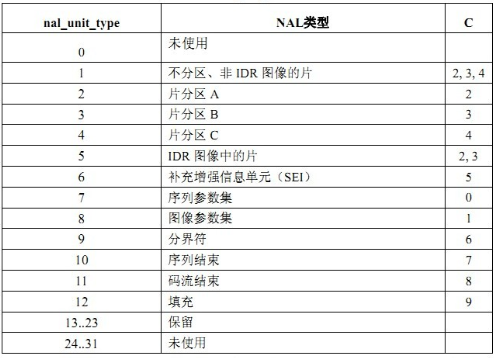 nal_unit_type NAL类型 C
0 未使用
1 不分区、非 IDR 图像的片 2, 3, 4
2 片分区 A 2
3 片分区 B 3
4 片分区 C 4
5 IDR 图像中的片 2, 3
6 补充增强信息单元（SEI） 5
7 序列参数集 0
8 图像参数集 1
9 分界符 6
10 序列结束 7
11 码流结束 8
12 填充 9
13..23 保留
24..31 未使用